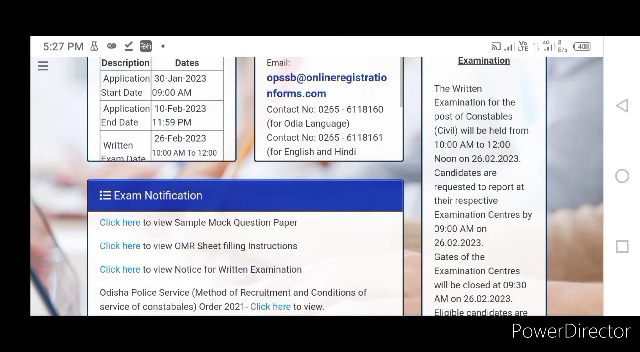 5:27 PM
Description Dates
Application Start Date 30-Jan-2023 09:00 AM
Application End Date 10-Feb-2023 11:59 PM
Written Exam Date 26-Feb-2023 10:00 AM To 12:00
Email:
opssb@onlineregistratio
nforms.com
Contact No: 0265 - 6118160
(for Odia Language)
Contact No: 0265 - 6118161
(for English and Hindi
Exam Notification
Click here to view Sample Mock Question Paper
Click here to view OMR Sheet filling Instructions
Click here to view Notice for Written Examination
Odisha Police Service (Method of Recruitment and Conditions of
service of constabales) Order 2021- Click here to view.
Examination
The Written
Examination for the
post of Constables
(Civil) will be held from
10:00 AM to 12:00
Noon on 26.02.2023.
Candidates are
requested to report at
their respective
Examination Centres by
09:00 AM on
26.02.2023.
Gates of the
Examination Centres
will be closed at 09:30
AM on 26.02.2023.
Eligible candidates are
PowerDirector